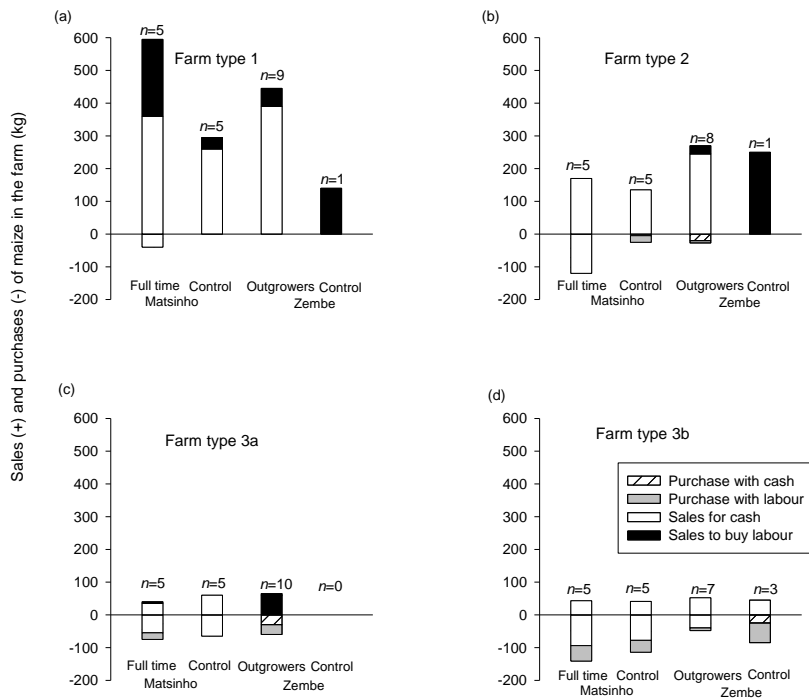 Sales (+) and purchases (-) of maize in the farm (kg)
(a)
Farm type 1
600
500
400
300
200
100
0
-100
-200
n=5
n=5
n=9
n=1
Full time Control Outgrowers Control
Matsinho Zembe
(b)
Farm type 2
600
500
400
300
200
100
0
-100
-200
n=5
n=5
n=8
n=1
Full time Control Outgrowers Control
Matsinho Zembe
(c)
Farm type 3a
600
500
400
300
200
100
0
-100
-200
n=5
n=5
n=10
n=0
Full time Control Outgrowers Control
Matsinho Zembe
(d)
Farm type 3b
600
500
400
300
200
100
0
-100
-200
Purchase with cash
Purchase with labour
Sales for cash
Sales to buy labour
n=5
n=5
n=7
n=3
Full time Control Outgrowers Control
Matsinho Zembe